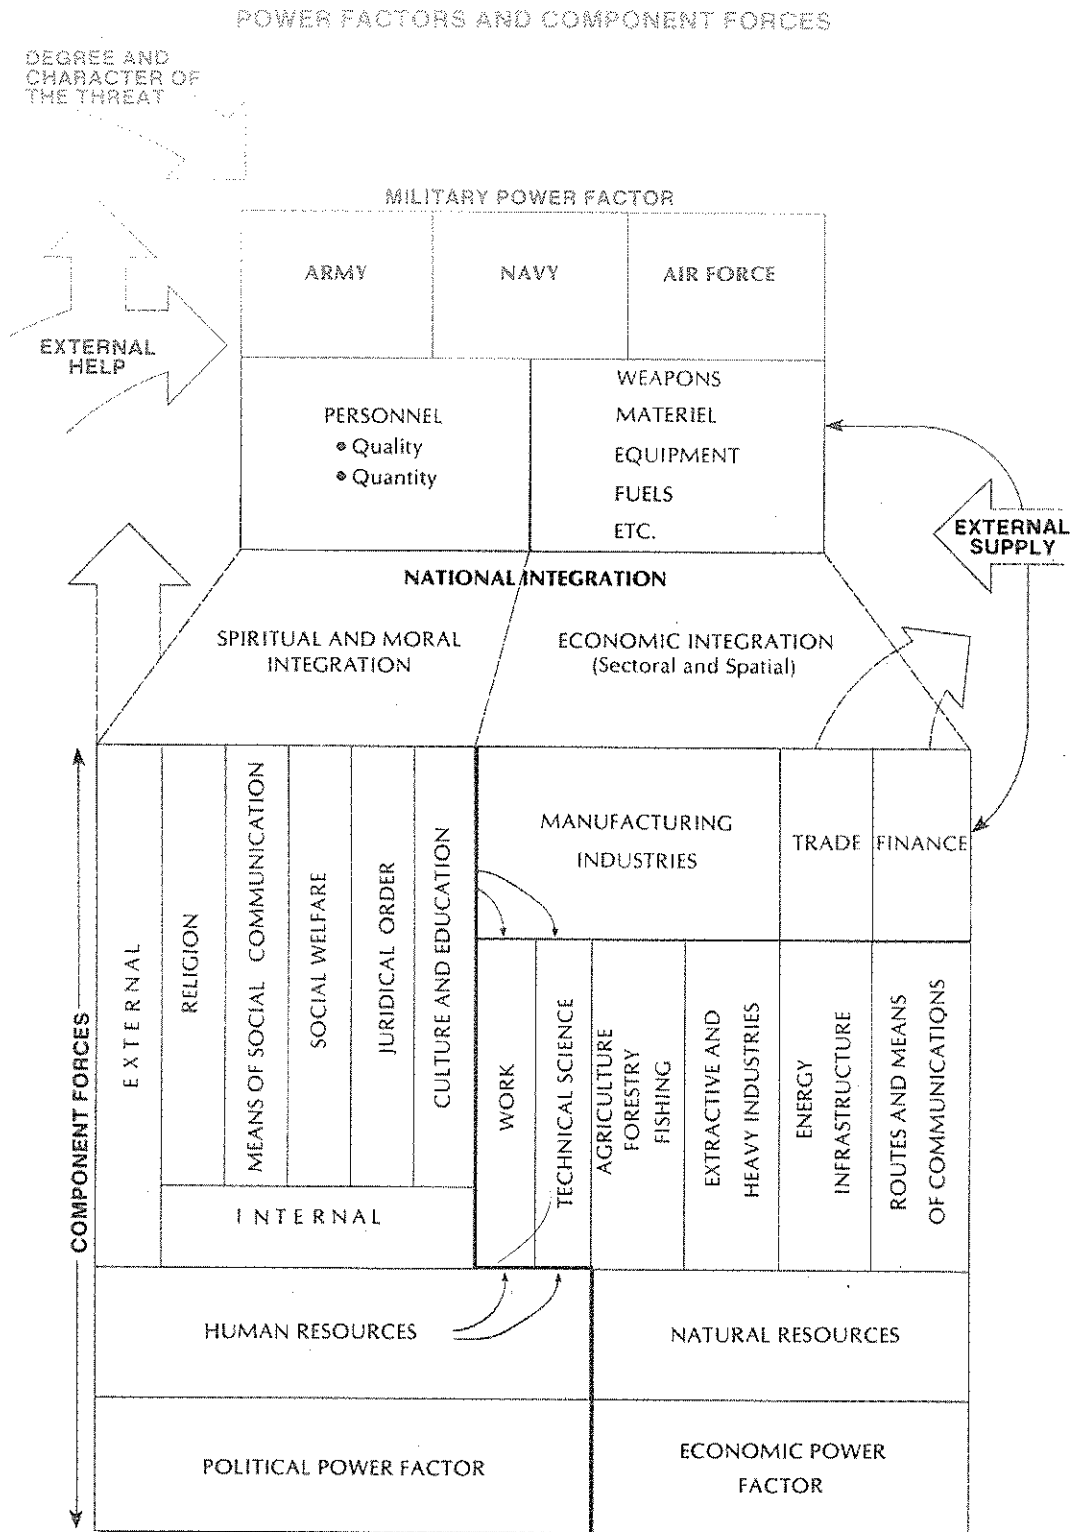 POWER FACTORS AND COMPONENT FORCES
DEGREE AND
CHARACTER OF
THE THREAT
MILITARY POWER FACTOR
ARMY
NAVY
AIR FORCE
EXTERNAL
HELP
PERSONNEL
• Quality
• Quantity
WEAPONS
MATERIEL
EQUIPMENT
FUELS
ETC.
EXTERNAL
SUPPLY
NATIONAL INTEGRATION
SPIRITUAL AND MORAL
INTEGRATION
ECONOMIC INTEGRATION
(Sectoral and Spatial)
COMPONENT FORCES
EXTERNAL
RELIGION
MEANS OF SOCIAL COMMUNICATION
SOCIAL WELFARE
JURIDICAL ORDER
CULTURE AND EDUCATION
INTERNAL
MANUFACTURING
INDUSTRIES
TRADE
FINANCE
WORK
TECHNICAL SCIENCE
AGRICULTURE
FORESTRY
FISHING
EXTRACTIVE AND
HEAVY INDUSTRIES
ENERGY
INFRASTRUCTURE
ROUTES AND MEANS
OF COMMUNICATIONS
HUMAN RESOURCES
NATURAL RESOURCES
POLITICAL POWER FACTOR
ECONOMIC POWER
FACTOR